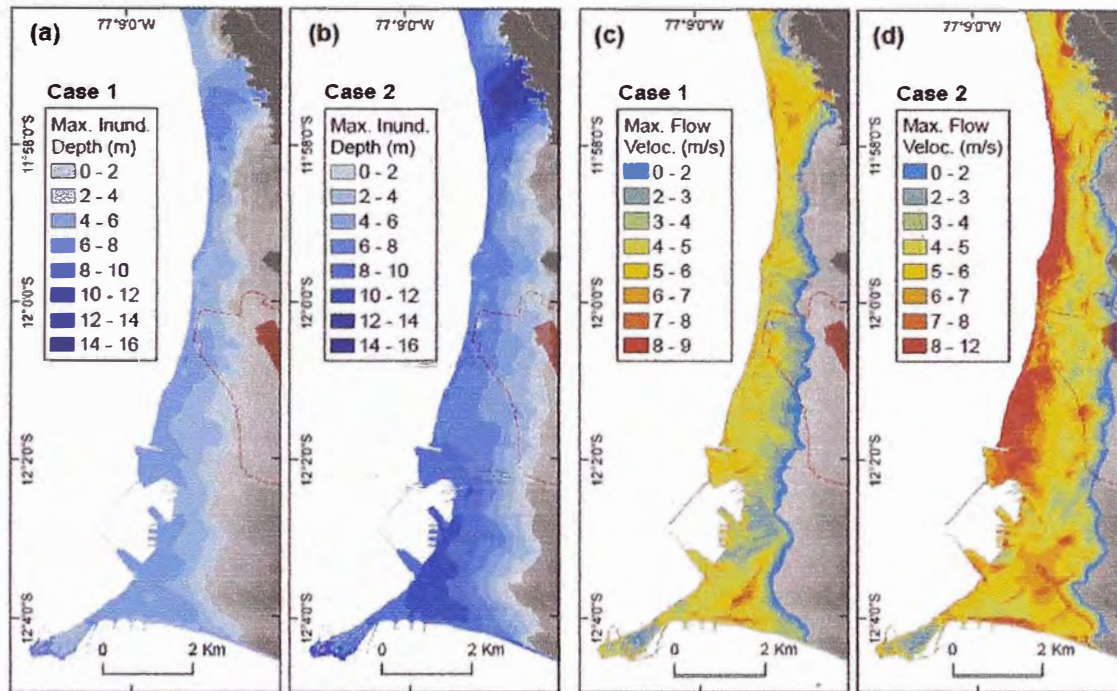 (a)
77°9'0"W
Case 1
Max. Inund.
Depth (m)
0 - 2
2 - 4
4 - 6
6 - 8
8 - 10
10 - 12
12 - 14
14 - 16
11°58'0"S
12°0'0"S
12°2'0"S
12°4'0"S
0 2 Km
(b)
77°9'0"W
Case 2
Max. Inund.
Depth (m)
0 - 2
2 - 4
4 - 6
6 - 8
8 - 10
10 - 12
12 - 14
14 - 16
11°58'0"S
12°0'0"S
12°2'0"S
12°4'0"S
0 2 Km
(c)
77°9'0"W
Case 1
Max. Flow
Veloc. (m/s)
0 - 2
2 - 3
3 - 4
4 - 5
5 - 6
6 - 7
7 - 8
8 - 9
11°58'0"S
12°0'0"S
12°2'0"S
12°4'0"S
0 2 Km
(d)
77°9'0"W
Case 2
Max. Flow
Veloc. (m/s)
0 - 2
2 - 3
3 - 4
4 - 5
5 - 6
6 - 7
7 - 8
8 - 12
11°58'0"S
12°0'0"S
12°2'0"S
12°4'0"S
0 2 Km